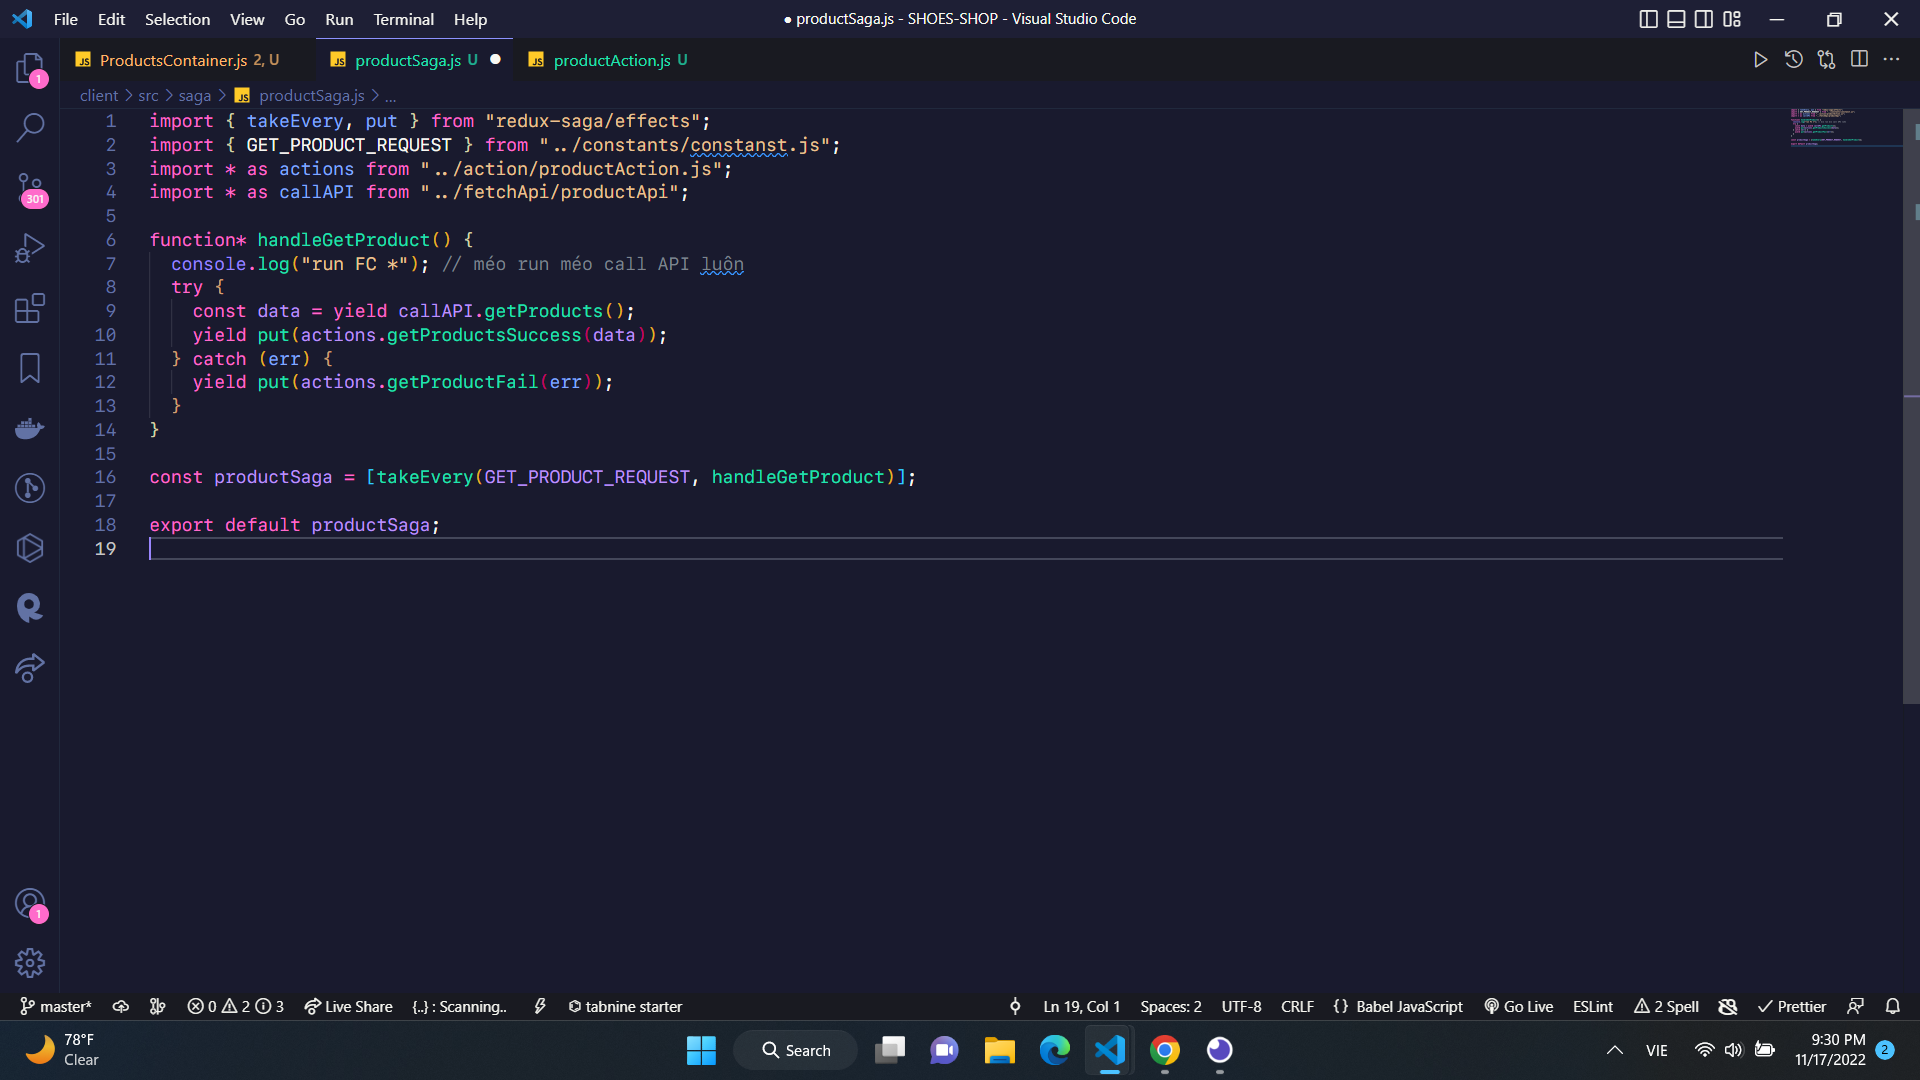 File Edit Selection View Go Run Terminal Help
● productSaga.js - SHOES-SHOP - Visual Studio Code
JS ProductsContainer.js 2, U
JS productSaga.js U
JS productAction.js U
client > src > saga > JS productSaga.js > ...
1 import { takeEvery, put } from "redux-saga/effects";
2 import { GET_PRODUCT_REQUEST } from "../constants/constanst.js";
3 import * as actions from "../action/productAction.js";
4 import * as callAPI from "../fetchApi/productApi";
5
6 function* handleGetProduct() {
7 console.log("run FC *"); // méo run méo call API luôn
8 try {
9 const data = yield callAPI.getProducts();
10 yield put(actions.getProductsSuccess(data));
11 } catch (err) {
12 yield put(actions.getProductFail(err));
13 }
14 }
15
16 const productSaga = [takeEvery(GET_PRODUCT_REQUEST, handleGetProduct)];
17
18 export default productSaga;
19
1
301
1
master* 0 2 3 Live Share {..} : Scanning.. tabnine starter
Ln 19, Col 1 Spaces: 2 UTF-8 CRLF {} Babel JavaScript Go Live ESLint 2 Spell Prettier
78°F
Clear
Search
VIE
9:30 PM
11/17/2022
2